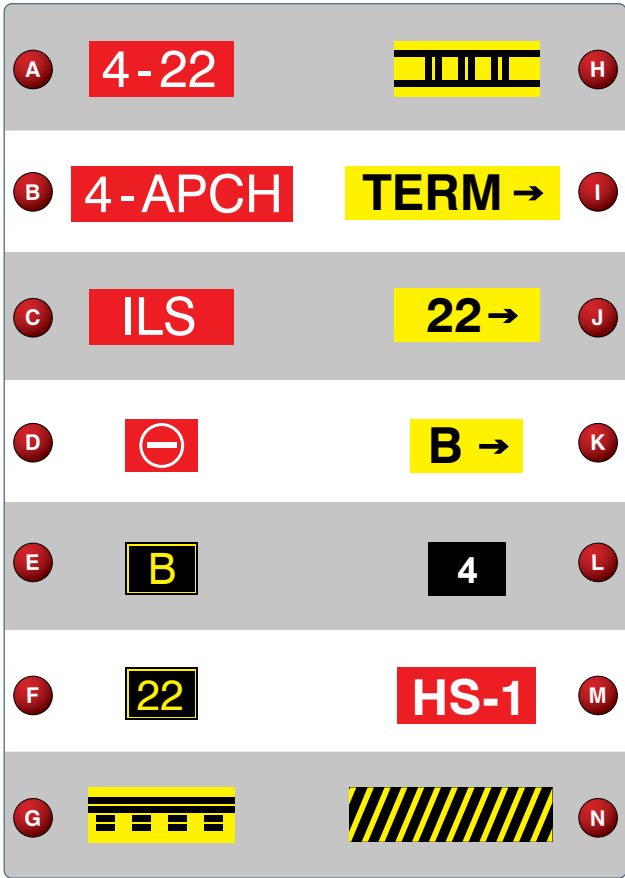 A 4-22 H
B 4-APCH TERM → I
C ILS 22→ J
D B → K
E B 4 L
F 22 HS-1 M
G N